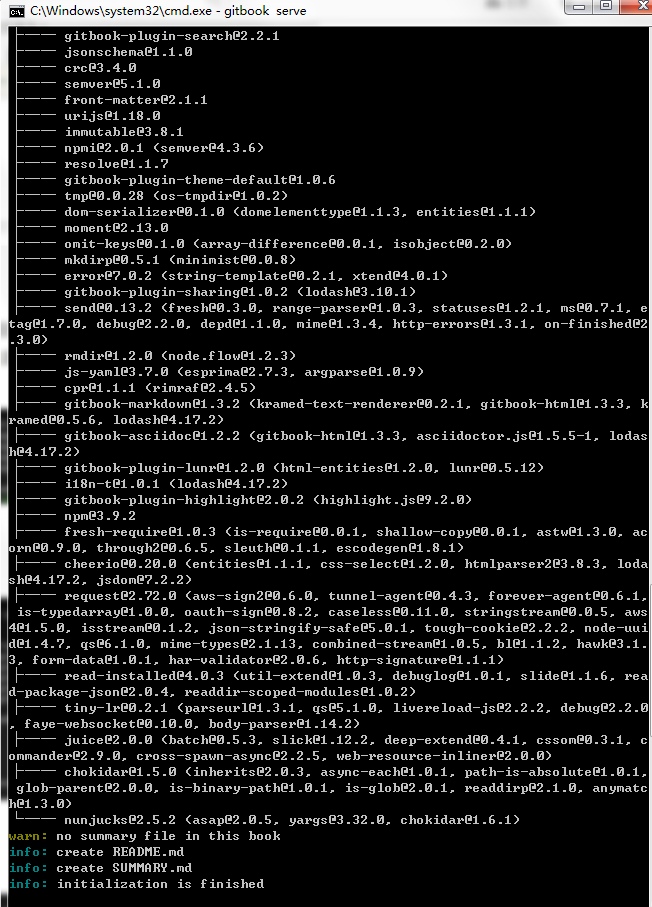 C:\Windows\system32\cmd.exe - gitbook  serve
├── gitbook-plugin-search@2.2.1
├── jsonschema@1.1.0
├── crc@3.4.0
├── semver@5.1.0
├── front-matter@2.1.1
├── urijs@1.18.0
├── immutable@3.8.1
├── npmi@2.0.1 (semver@4.3.6)
├── resolve@1.1.7
├── gitbook-plugin-theme-default@1.0.6
├── tmp@0.0.28 (os-tmpdir@1.0.2)
├── dom-serializer@0.1.0 (domelementtype@1.1.3, entities@1.1.1)
├── moment@2.13.0
├── omit-keys@0.1.0 (array-difference@0.0.1, isobject@0.2.0)
├── mkdirp@0.5.1 (minimist@0.0.8)
├── error@7.0.2 (string-template@0.2.1, xtend@4.0.1)
├── gitbook-plugin-sharing@1.0.2 (lodash@3.10.1)
├── send@0.13.2 (fresh@0.3.0, range-parser@1.0.3, statuses@1.2.1, ms@0.7.1, e
tag@1.7.0, debug@2.2.0, depd@1.1.0, mime@1.3.4, http-errors@1.3.1, on-finished@2
.3.0)
├── rmdir@1.2.0 (node.flow@1.2.3)
├── js-yaml@3.7.0 (esprima@2.7.3, argparse@1.0.9)
├── cpr@1.1.1 (rimraf@2.4.5)
├── gitbook-markdown@1.3.2 (kramed-text-renderer@0.2.1, gitbook-html@1.3.3, k
ramed@0.5.6, lodash@4.17.2)
├── gitbook-asciidoc@1.2.2 (gitbook-html@1.3.3, asciidoctor.js@1.5.5-1, lodas
h@4.17.2)
├── gitbook-plugin-lunr@1.2.0 (html-entities@1.2.0, lunr@0.5.12)
├── i18n-t@1.0.1 (lodash@4.17.2)
├── gitbook-plugin-highlight@2.0.2 (highlight.js@9.2.0)
├── npm@3.9.2
├── fresh-require@1.0.3 (is-require@0.0.1, shallow-copy@0.0.1, astw@1.3.0, ac
orn@0.9.0, through2@0.6.5, sleuth@0.1.1, escodegen@1.8.1)
├── cheerio@0.20.0 (entities@1.1.1, css-select@1.2.0, htmlparser2@3.8.3, loda
sh@4.17.2, jsdom@7.2.2)
├── request@2.72.0 (aws-sign2@0.6.0, tunnel-agent@0.4.3, forever-agent@0.6.1,
is-typedarray@1.0.0, oauth-sign@0.8.2, caseless@0.11.0, stringstream@0.0.5, aws
4@1.5.0, isstream@0.1.2, json-stringify-safe@5.0.1, tough-cookie@2.2.2, node-uui
d@1.4.7, qs@6.1.0, mime-types@2.1.13, combined-stream@1.0.5, bl@1.1.2, hawk@3.1.
3, form-data@1.0.1, har-validator@2.0.6, http-signature@1.1.1)
├── read-installed@4.0.3 (util-extend@1.0.3, debuglog@1.0.1, slide@1.1.6, rea
d-package-json@2.0.4, readdir-scoped-modules@1.0.2)
├── tiny-lr@0.2.1 (parseurl@1.3.1, qs@5.1.0, livereload-js@2.2.2, debug@2.2.0
, faye-websocket@0.10.0, body-parser@1.14.2)
├── juice@2.0.0 (batch@0.5.3, slick@1.12.2, deep-extend@0.4.1, cssom@0.3.1, c
ommander@2.9.0, cross-spawn-async@2.2.5, web-resource-inliner@2.0.0)
├── chokidar@1.5.0 (inherits@2.0.3, async-each@1.0.1, path-is-absolute@1.0.1,
glob-parent@2.0.0, is-binary-path@1.0.1, is-glob@2.0.1, readdirp@2.1.0, anymatc
h@1.3.0)
└── nunjucks@2.5.2 (asap@2.0.5, yargs@3.32.0, chokidar@1.6.1)
warn: no summary file in this book
info: create README.md
info: create SUMMARY.md
info: initialization is finished